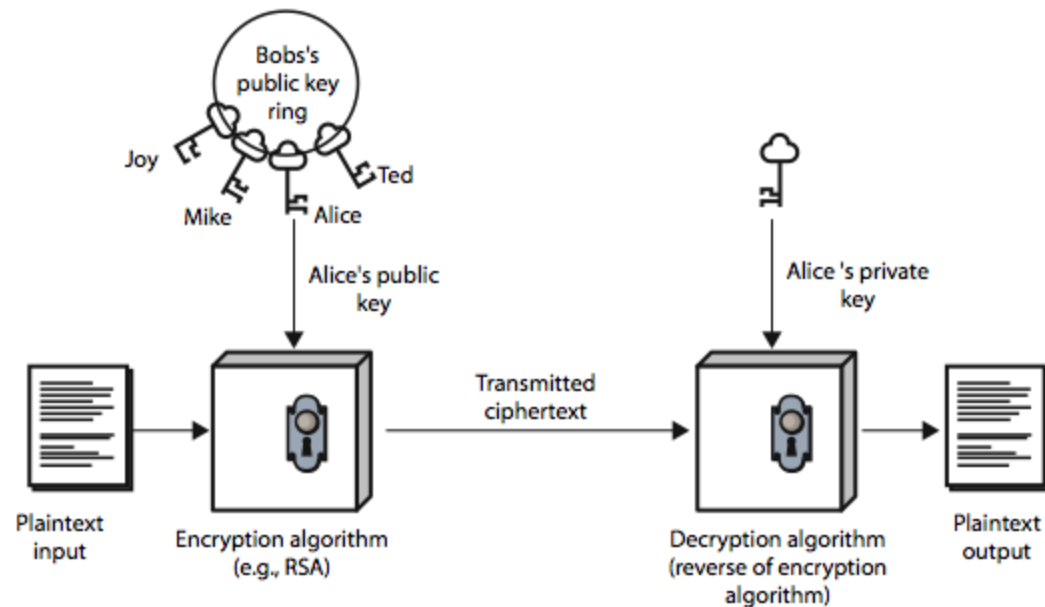 Bobs's
public key
ring
Joy
Ted
Mike
Alice
Alice's public
key
Alice 's private
key
Transmitted
ciphertext
Plaintext
input
Encryption algorithm
(e.g., RSA)
Decryption algorithm
(reverse of encryption
algorithm)
Plaintext
output